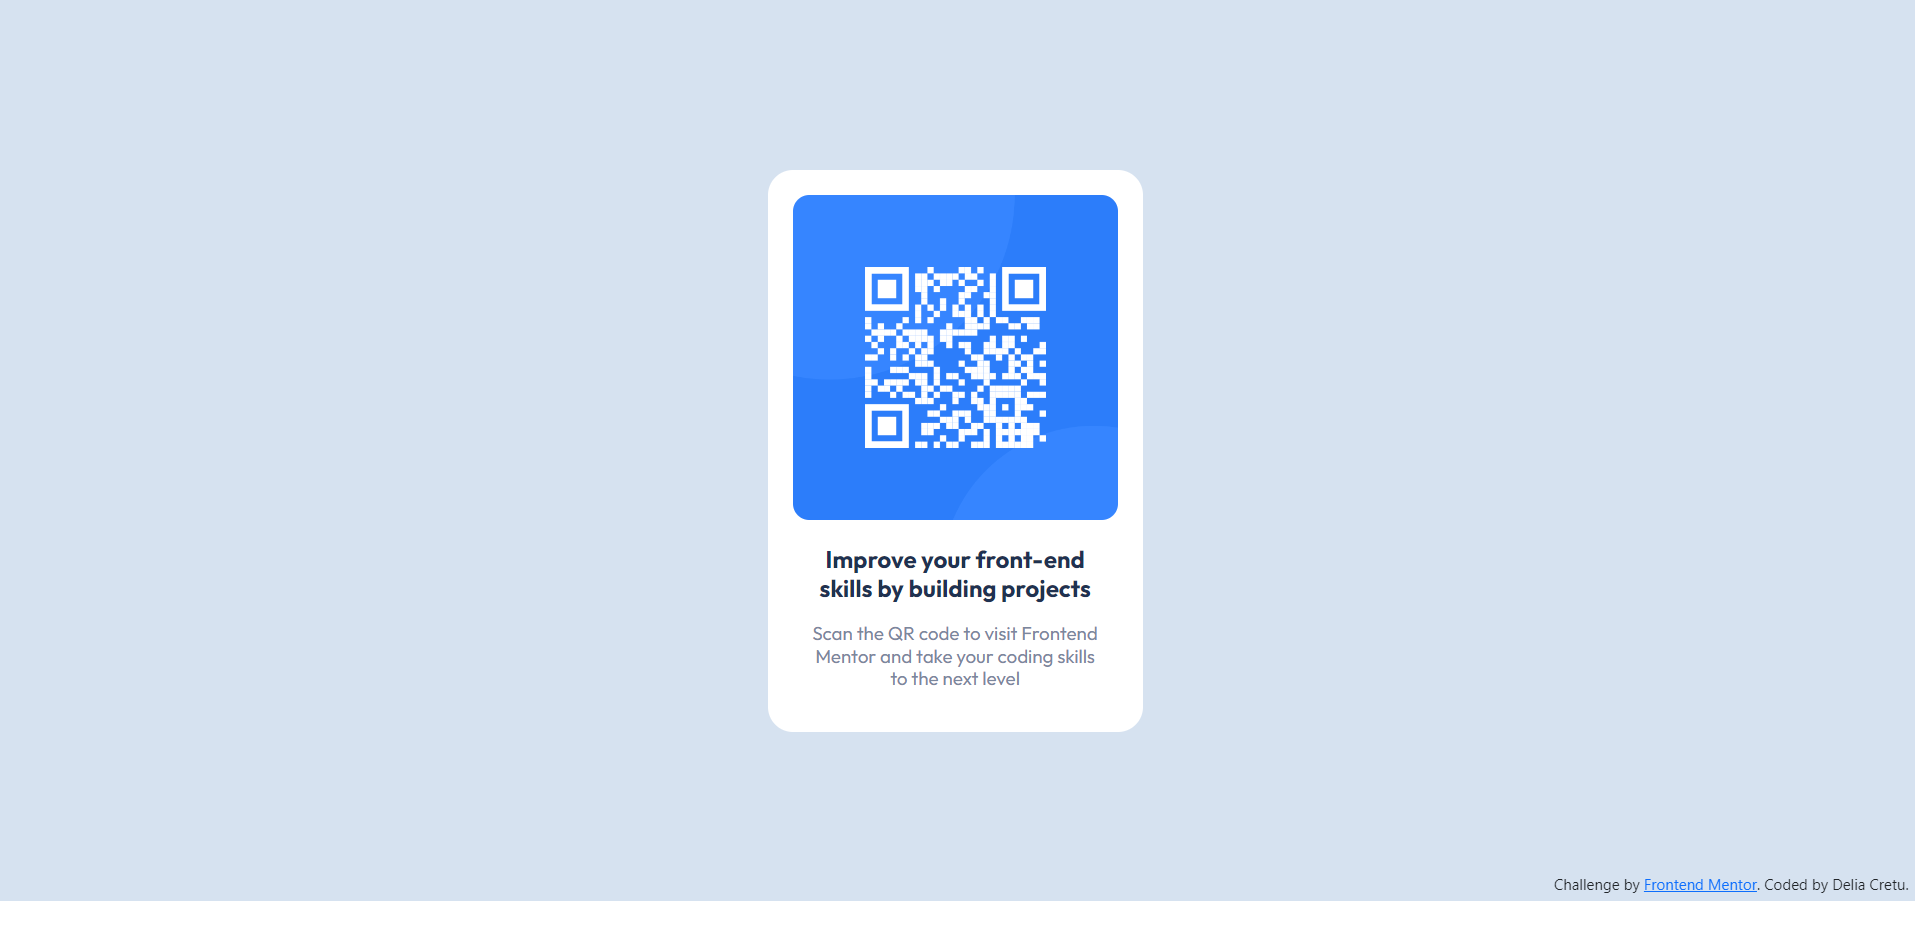 Improve your front-end
skills by building projects
Scan the QR code to visit Frontend
Mentor and take your coding skills
to the next level
Challenge by Frontend Mentor. Coded by Delia Cretu.